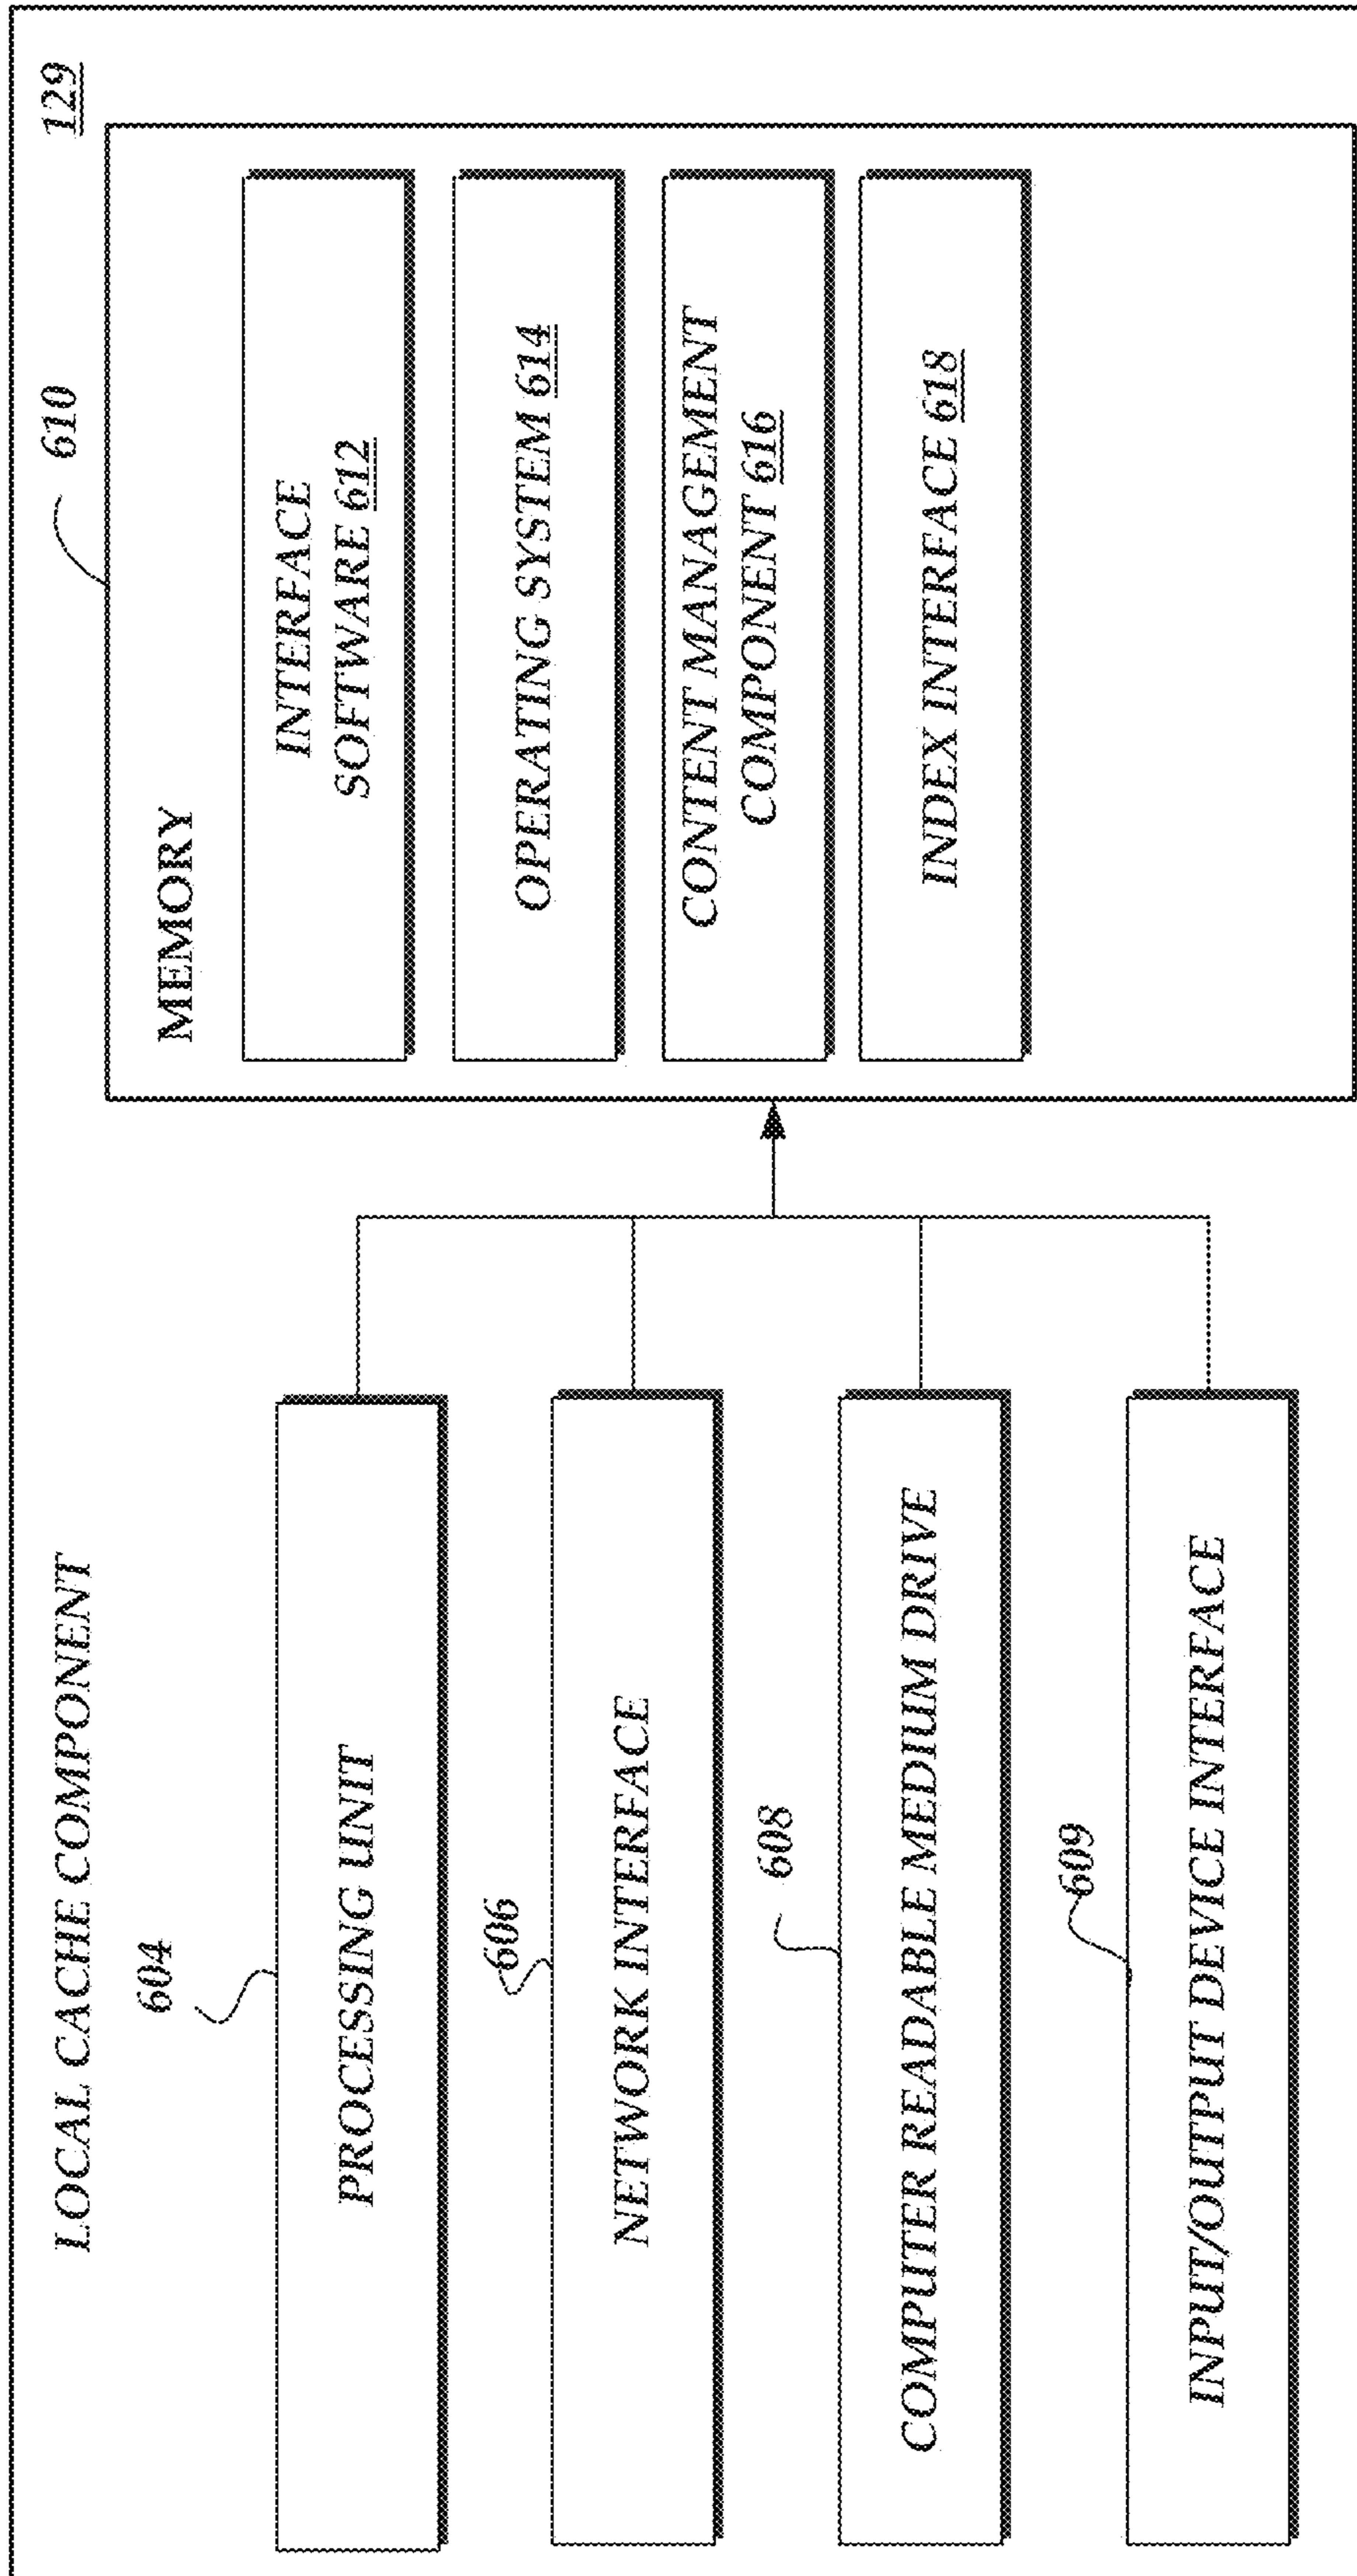 LOCAL CACHE COMPONENT
129
604
PROCESSING UNIT
606
NETWORK INTERFACE
608
COMPUTER READABLE MEDIUM DRIVE
609
INPUT/OUTPUT DEVICE INTERFACE
610
MEMORY
INTERFACE
SOFTWARE 612
OPERATING SYSTEM 614
CONTENT MANAGEMENT
COMPONENT 616
INDEX INTERFACE 618